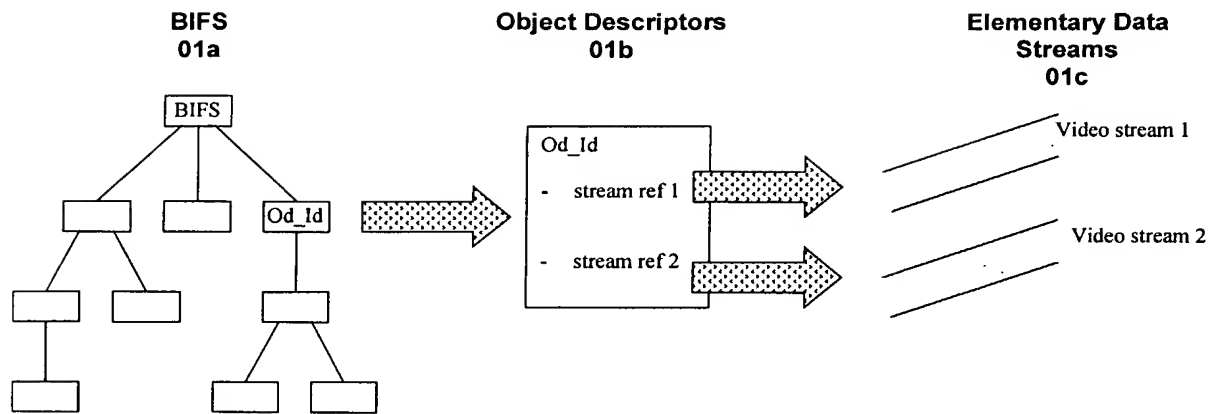 BIFS
01a
Object Descriptors
01b
Elementary Data
Streams
01c
BIFS
Od_Id
Od_Id
- stream ref 1
- stream ref 2
Video stream 1
Video stream 2